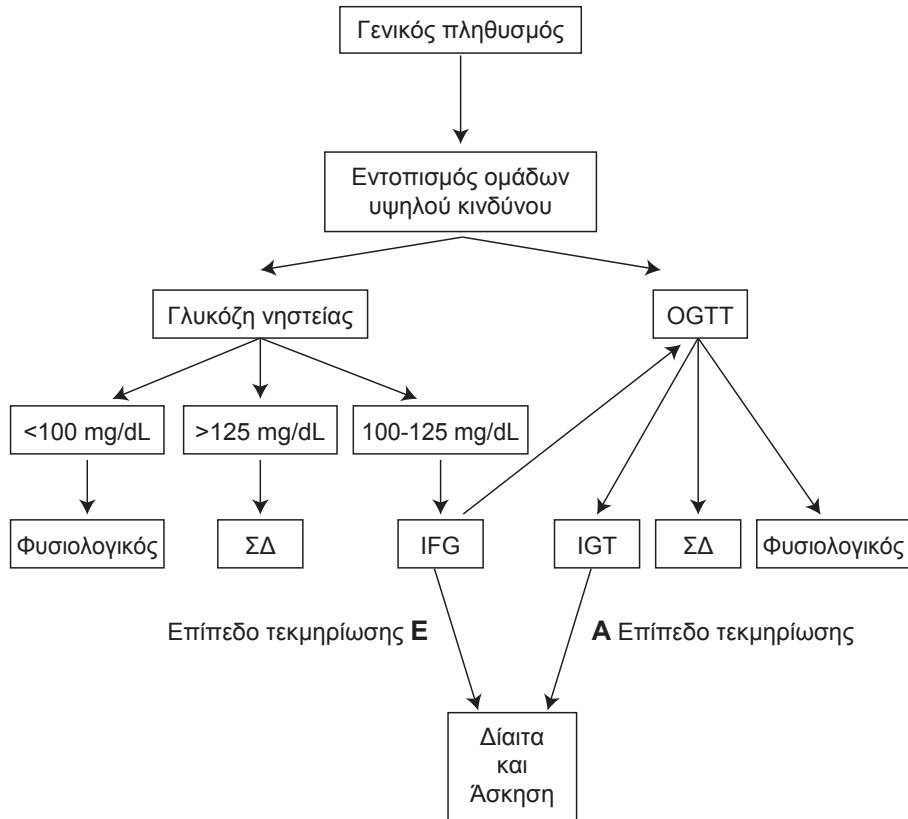 Γενικός πληθυσμός
Εντοπισμός ομάδων
υψηλού κινδύνου
Γλυκόζη νηστείας
OGTT
<100 mg/dL
>125 mg/dL
100-125 mg/dL
Φυσιολογικός
ΣΔ
IFG
IGT
ΣΔ
Φυσιολογικός
Επίπεδο τεκμηρίωσης E
A Επίπεδο τεκμηρίωσης
Δίαιτα
και
Άσκηση